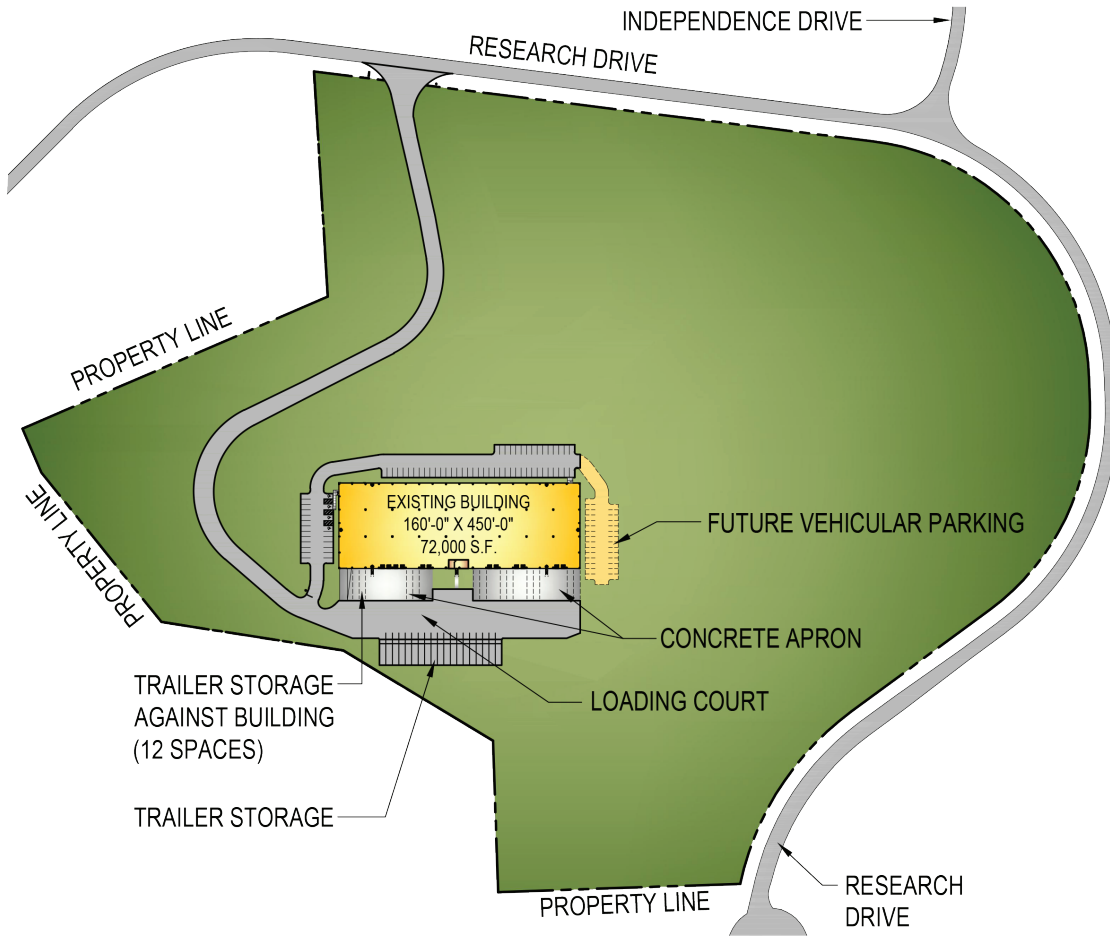 INDEPENDENCE DRIVE
RESEARCH DRIVE
PROPERTY LINE
PROPERTY LINE
EXISTING BUILDING
160'-0" X 450'-0"
72,000 S.F.
FUTURE VEHICULAR PARKING
CONCRETE APRON
LOADING COURT
TRAILER STORAGE
AGAINST BUILDING
(12 SPACES)
TRAILER STORAGE
RESEARCH
DRIVE
PROPERTY LINE